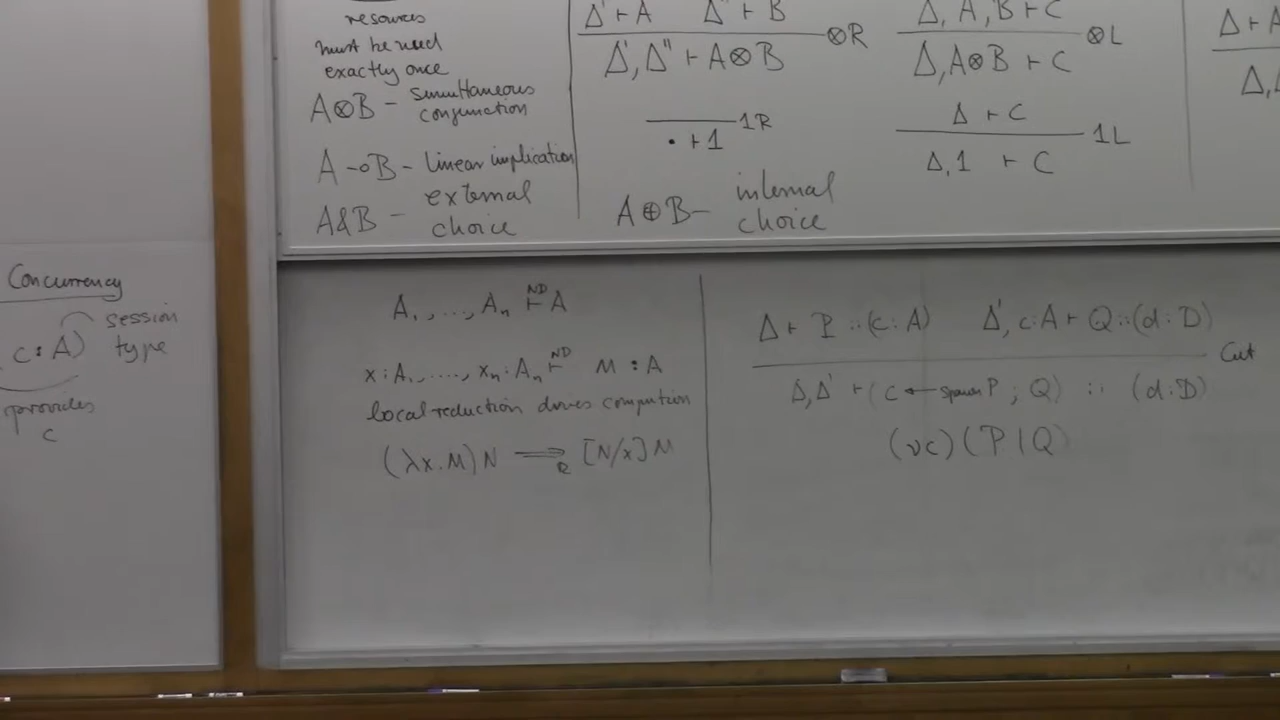 resources
must be used
exactly once
A⊗B – simultaneous
conjunction
A ⊸ B – linear implication
A&B – external
choice
Δ' ⊢ A Δ'' ⊢ B
Δ', Δ'' ⊢ A⊗B ⊗R
Δ, A, B ⊢ C
Δ, A⊗B ⊢ C ⊗L
1R
· ⊢ 1
Δ ⊢ C
Δ, 1 ⊢ C 1L
A ⊕ B – internal
choice
Δ ⊢ A
Concurrency
c : A) session
type
provides
c
A₁, ..., Aₙ ⊢ᴺᴰ A
x : A₁, ..., xₙ : Aₙ ⊢ᴺᴰ M : A
local reduction drives computation
(λx.M)N ⟹_R [N/x]M
Δ ⊢ P :: (c : A) Δ', c:A ⊢ Q :: (d : D)
Cut
Δ, Δ' ⊢ (c ← spawn P ; Q) :: (d : D)
(νc)(P | Q)